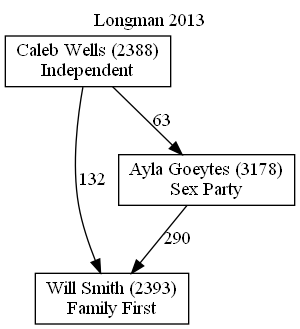 Longman 2013
Caleb Wells (2388)
Independent
63
Ayla Goeytes (3178)
Sex Party
132
290
Will Smith (2393)
Family First